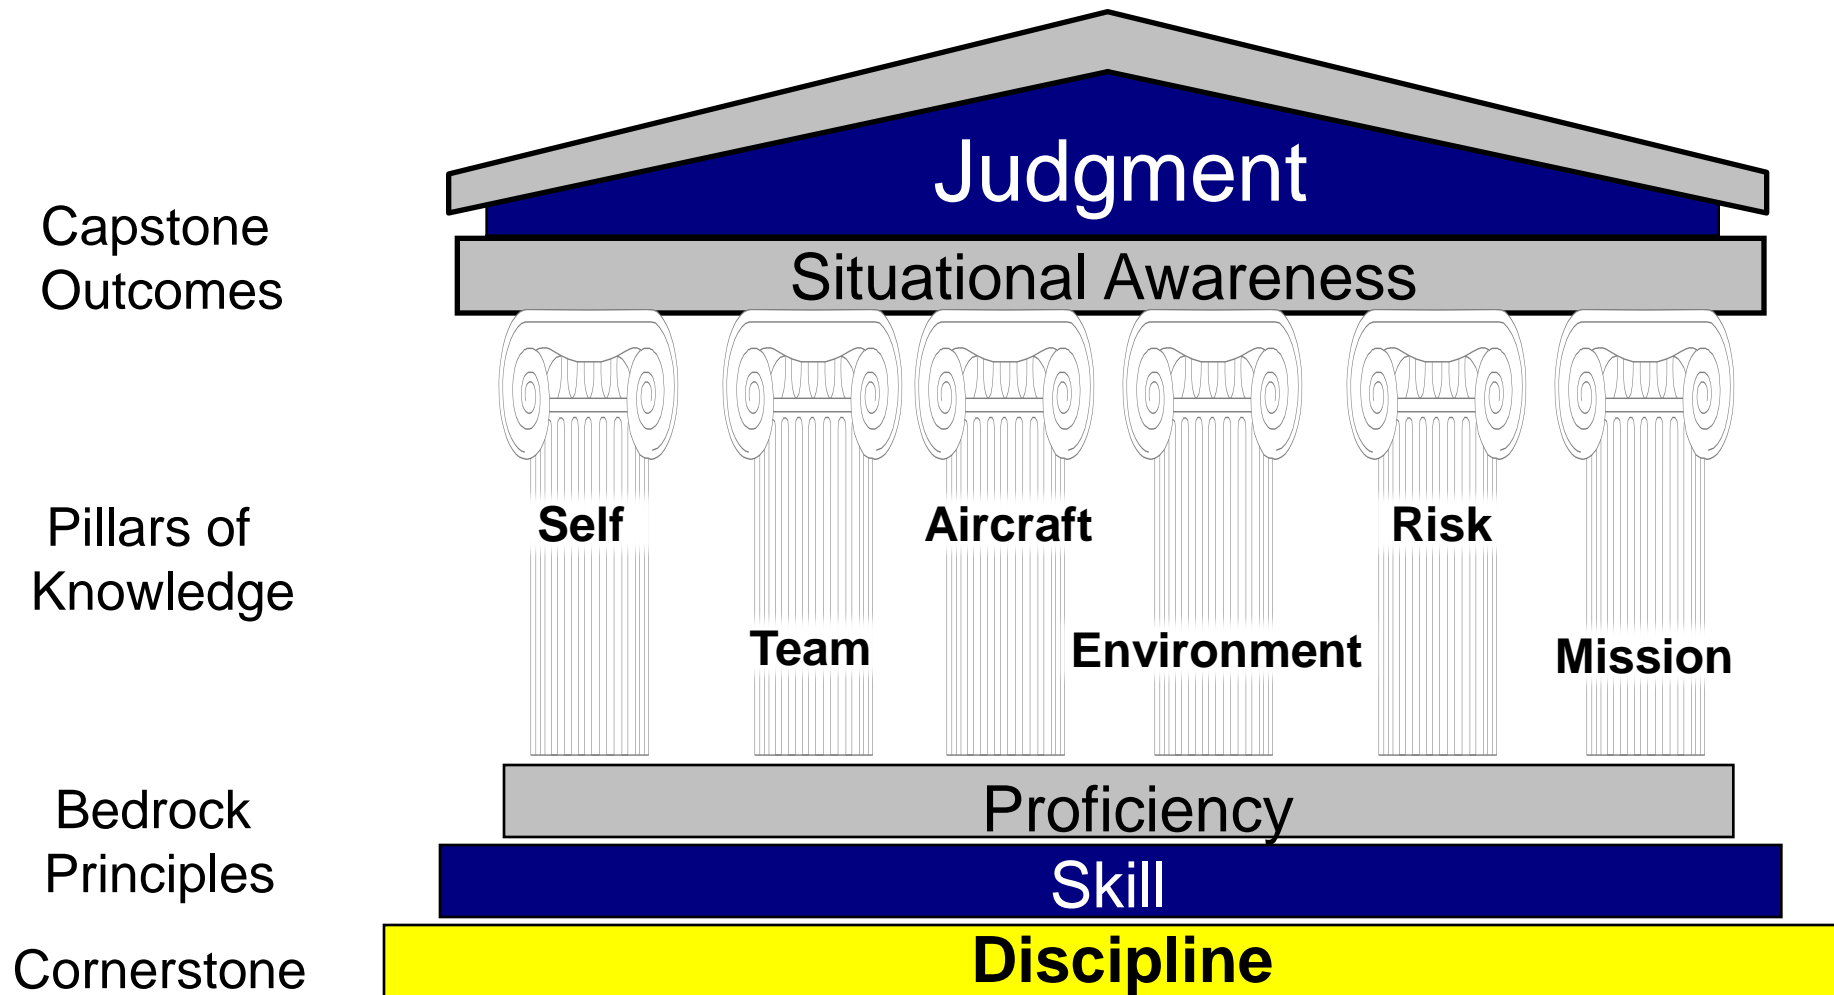 Judgment
Capstone
Outcomes
Situational Awareness
Pillars of
Knowledge
Self
Aircraft
Risk
Team
Environment
Mission
Bedrock
Principles
Proficiency
Skill
Cornerstone
Discipline